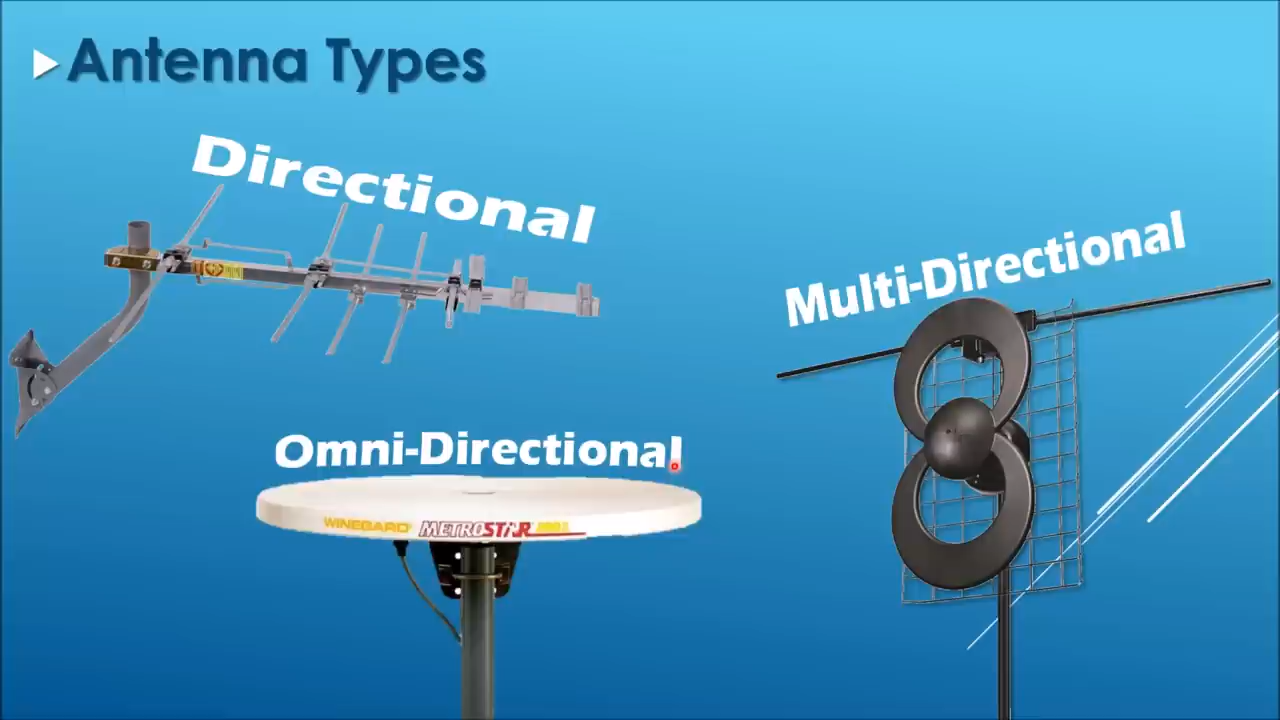 Antenna Types
Directional
Multi-Directional
Omni-Directional
WINEGARD METROSTAR